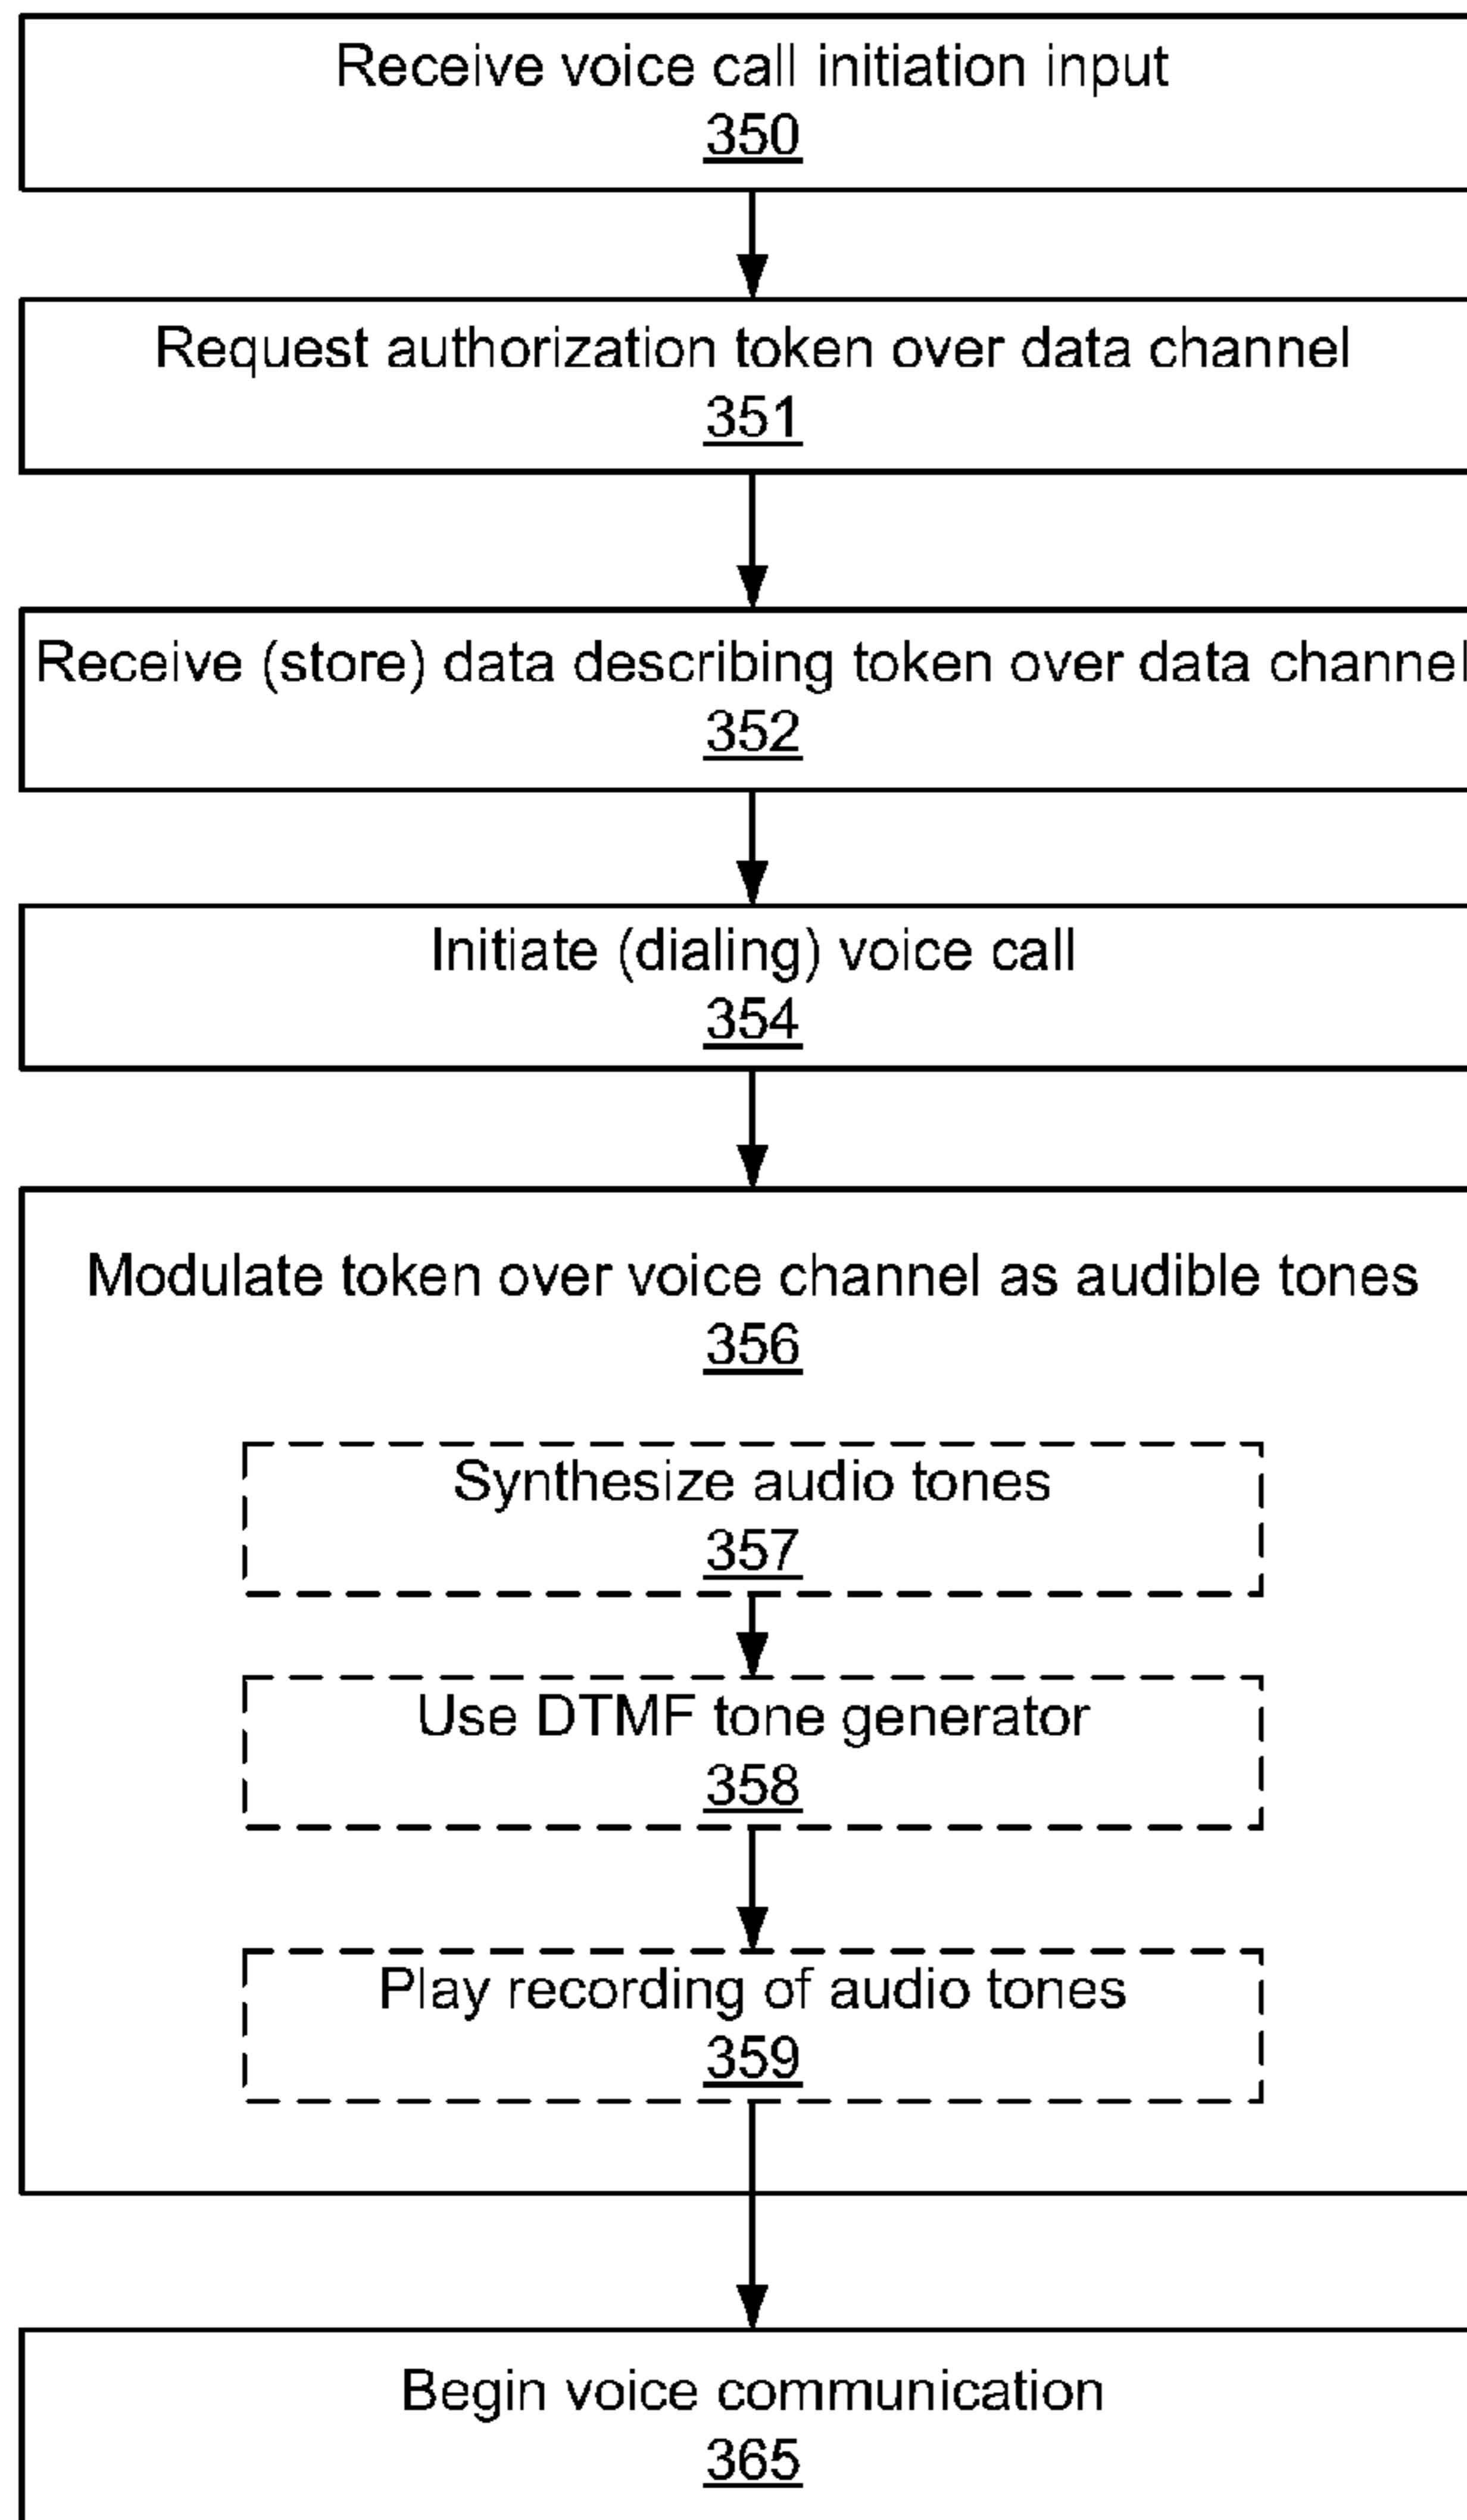 Receive voice call initiation input
350
Request authorization token over data channel
351
Receive (store) data describing token over data channel
352
Initiate (dialing) voice call
354
Modulate token over voice channel as audible tones
356
Synthesize audio tones
357
Use DTMF tone generator
358
Play recording of audio tones
359
Begin voice communication
365